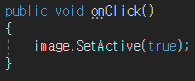 public void onClick()
{
image.SetActive(true);
}